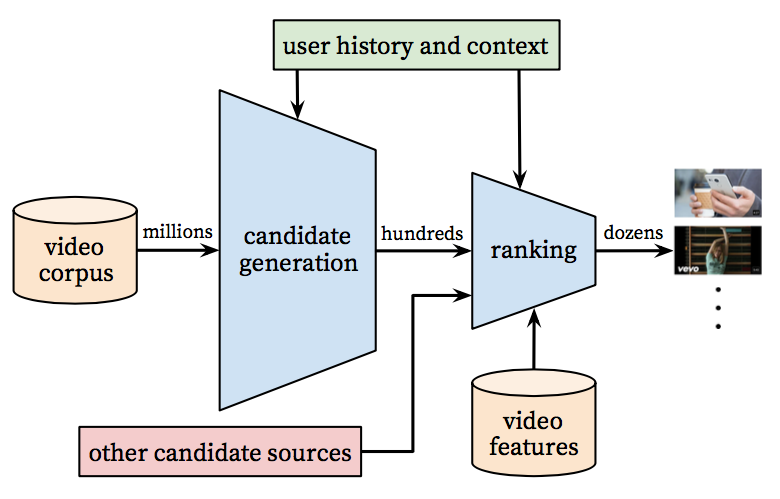 user history and context
video
corpus
millions
candidate
generation
hundreds
ranking
dozens
vevo
other candidate sources
video
features